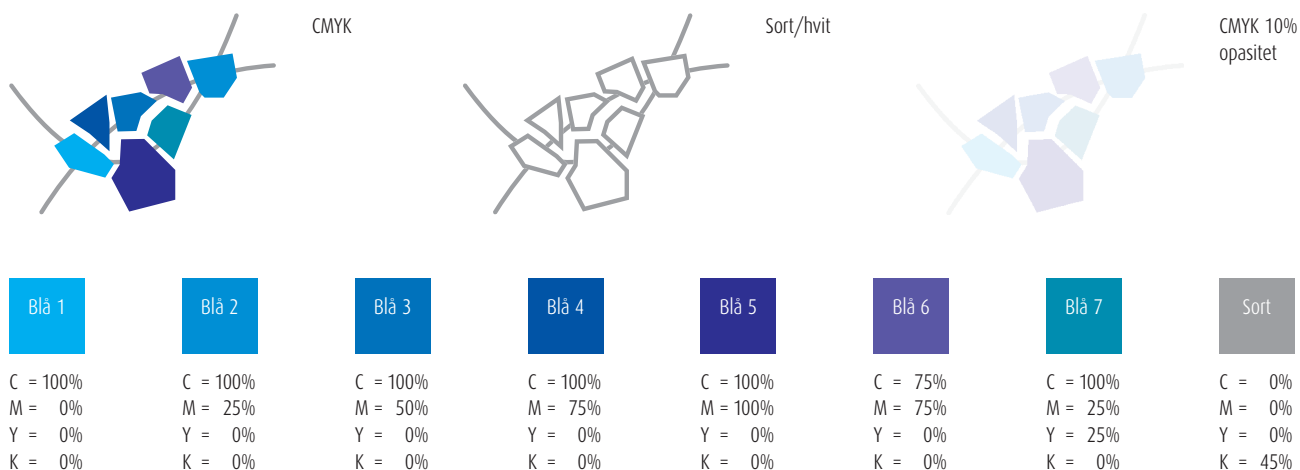 CMYK
Sort/hvit
CMYK 10%
opasitet
Blå 1
Blå 2
Blå 3
Blå 4
Blå 5
Blå 6
Blå 7
Sort
C = 100%
M = 0%
Y = 0%
K = 0%
C = 100%
M = 25%
Y = 0%
K = 0%
C = 100%
M = 50%
Y = 0%
K = 0%
C = 100%
M = 75%
Y = 0%
K = 0%
C = 100%
M = 100%
Y = 0%
K = 0%
C = 75%
M = 75%
Y = 0%
K = 0%
C = 100%
M = 25%
Y = 25%
K = 0%
C = 0%
M = 0%
Y = 0%
K = 45%